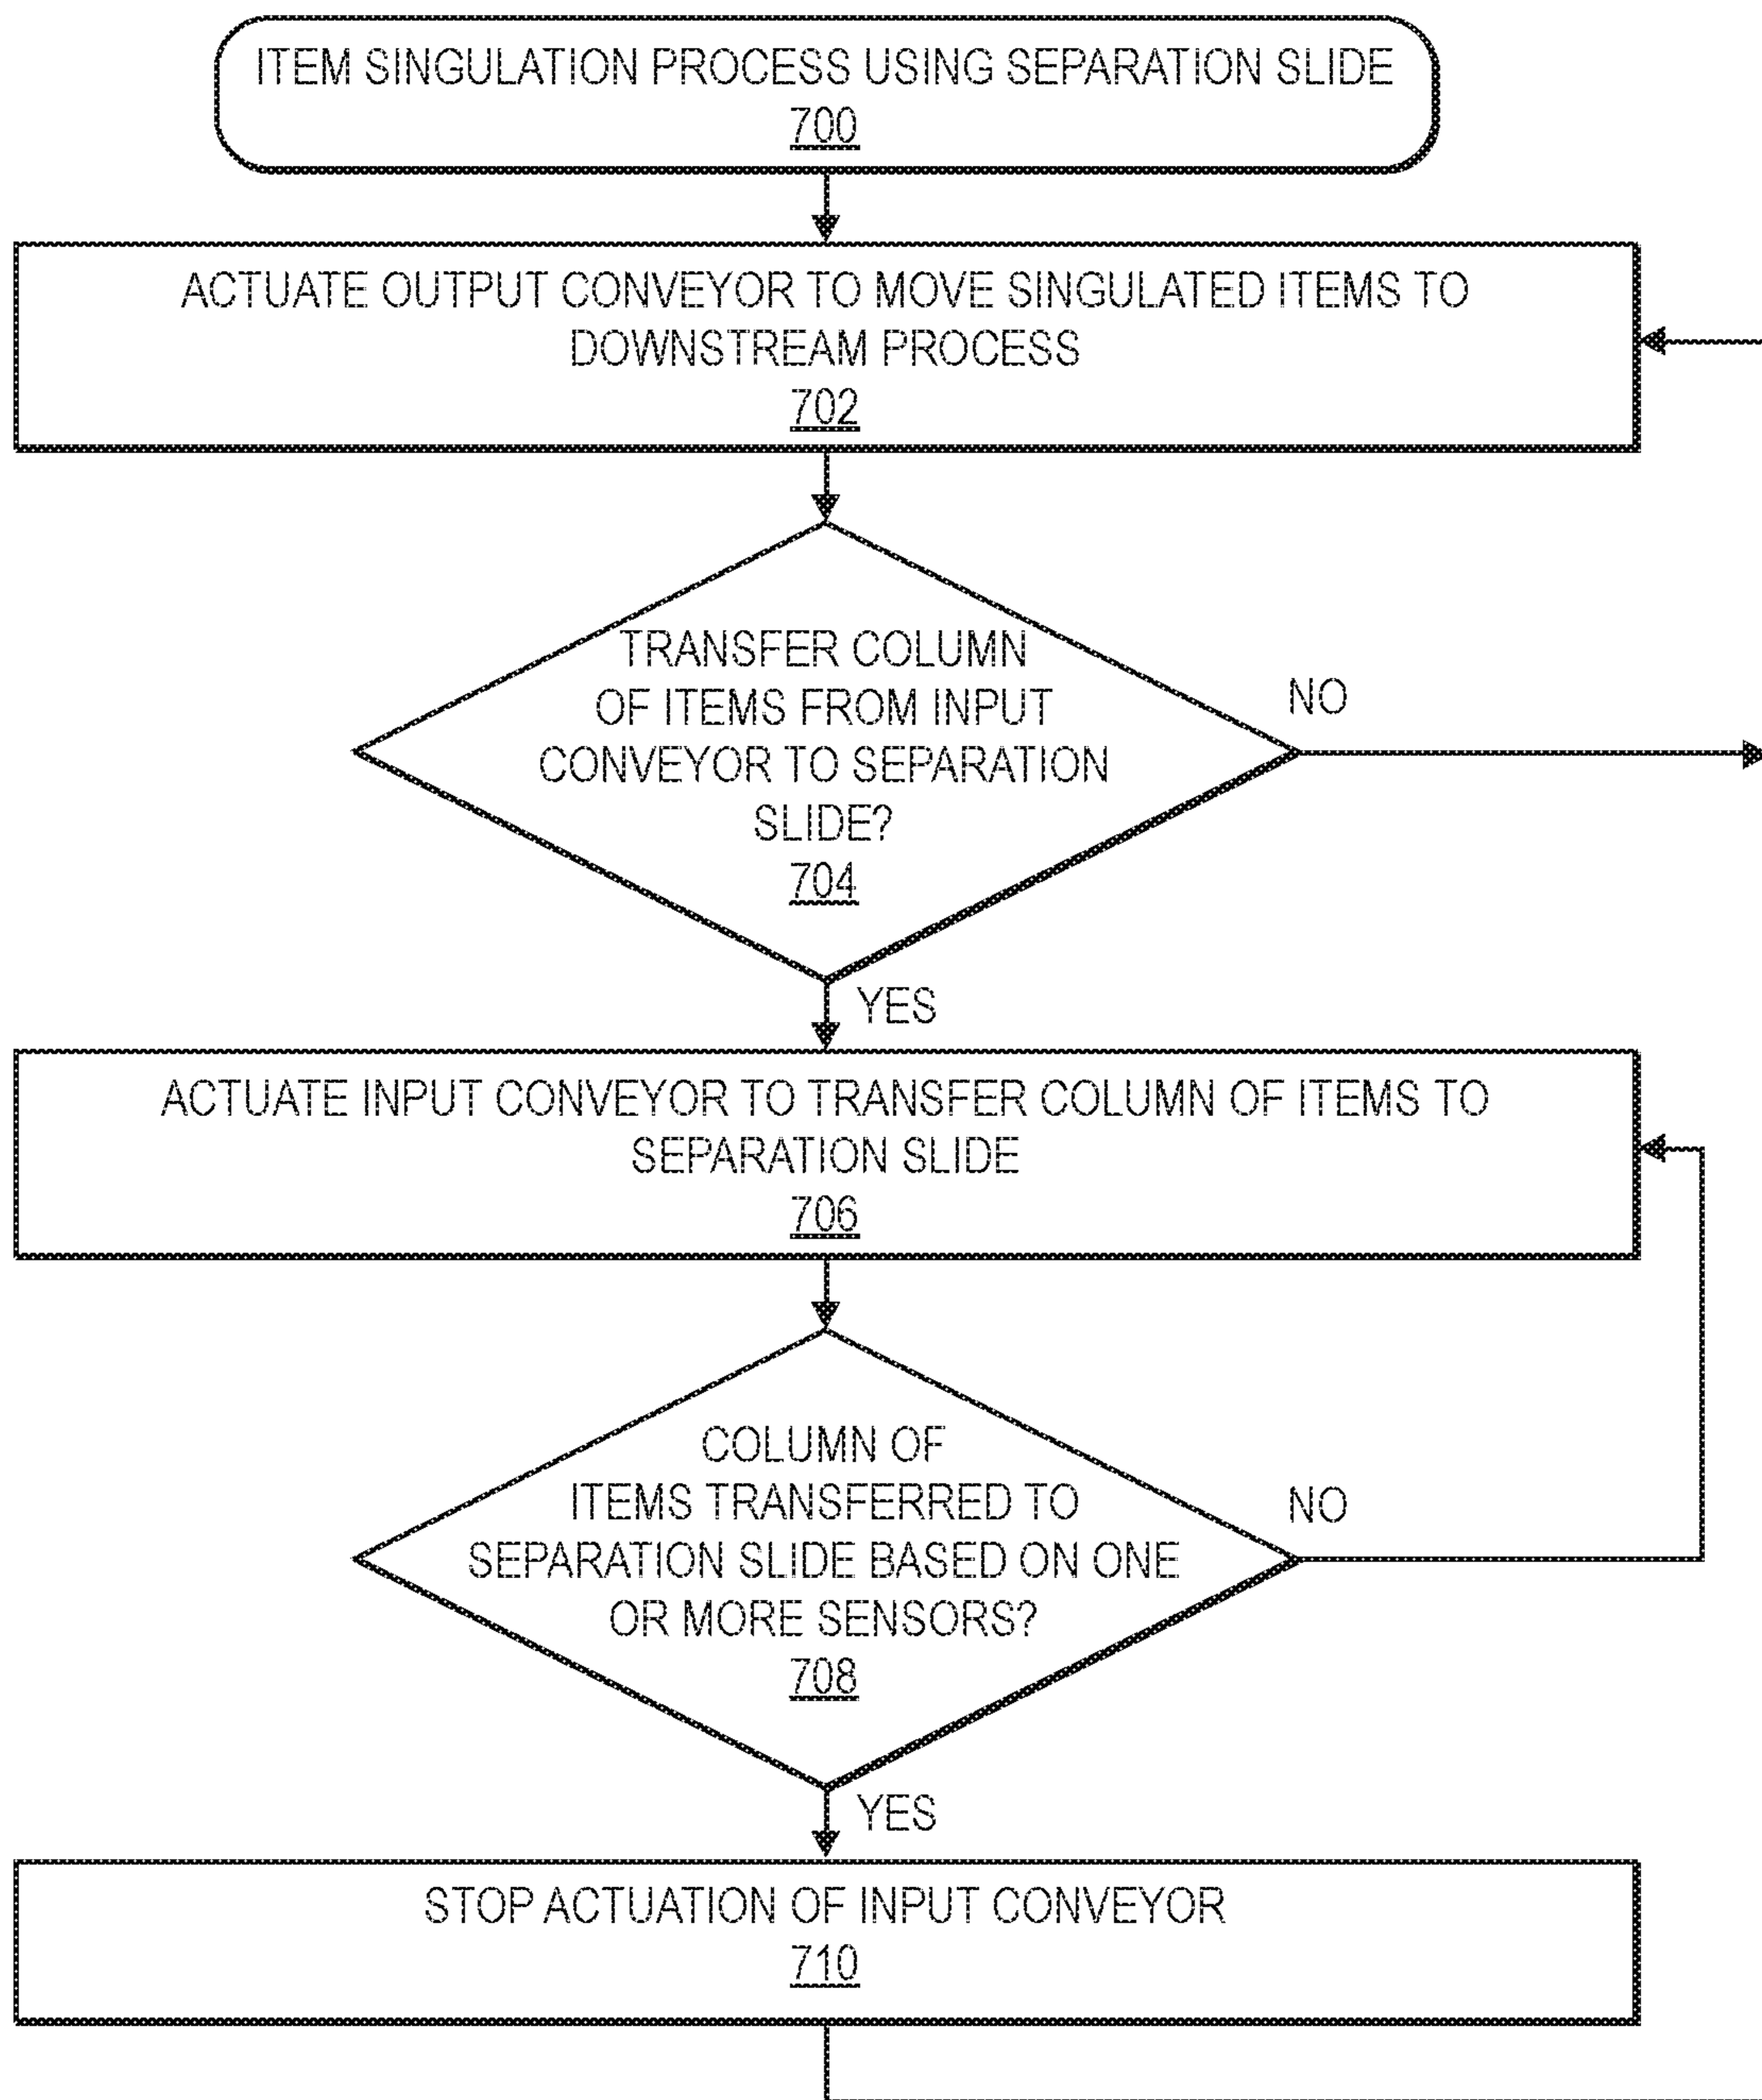 ITEM SINGULATION PROCESS USING SEPARATION SLIDE
700
ACTUATE OUTPUT CONVEYOR TO MOVE SINGULATED ITEMS TO
DOWNSTREAM PROCESS
702
TRANSFER COLUMN
OF ITEMS FROM INPUT
CONVEYOR TO SEPARATION
SLIDE?
704
NO
YES
ACTUATE INPUT CONVEYOR TO TRANSFER COLUMN OF ITEMS TO
SEPARATION SLIDE
706
COLUMN OF
ITEMS TRANSFERRED TO
SEPARATION SLIDE BASED ON ONE
OR MORE SENSORS?
708
NO
YES
STOP ACTUATION OF INPUT CONVEYOR
710